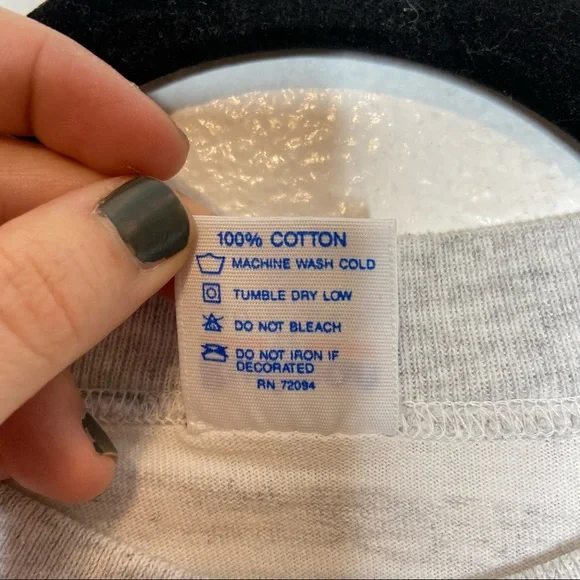 100% COTTON
MACHINE WASH COLD
TUMBLE DRY LOW
DO NOT BLEACH
DO NOT IRON IF
DECORATED
RN 72094